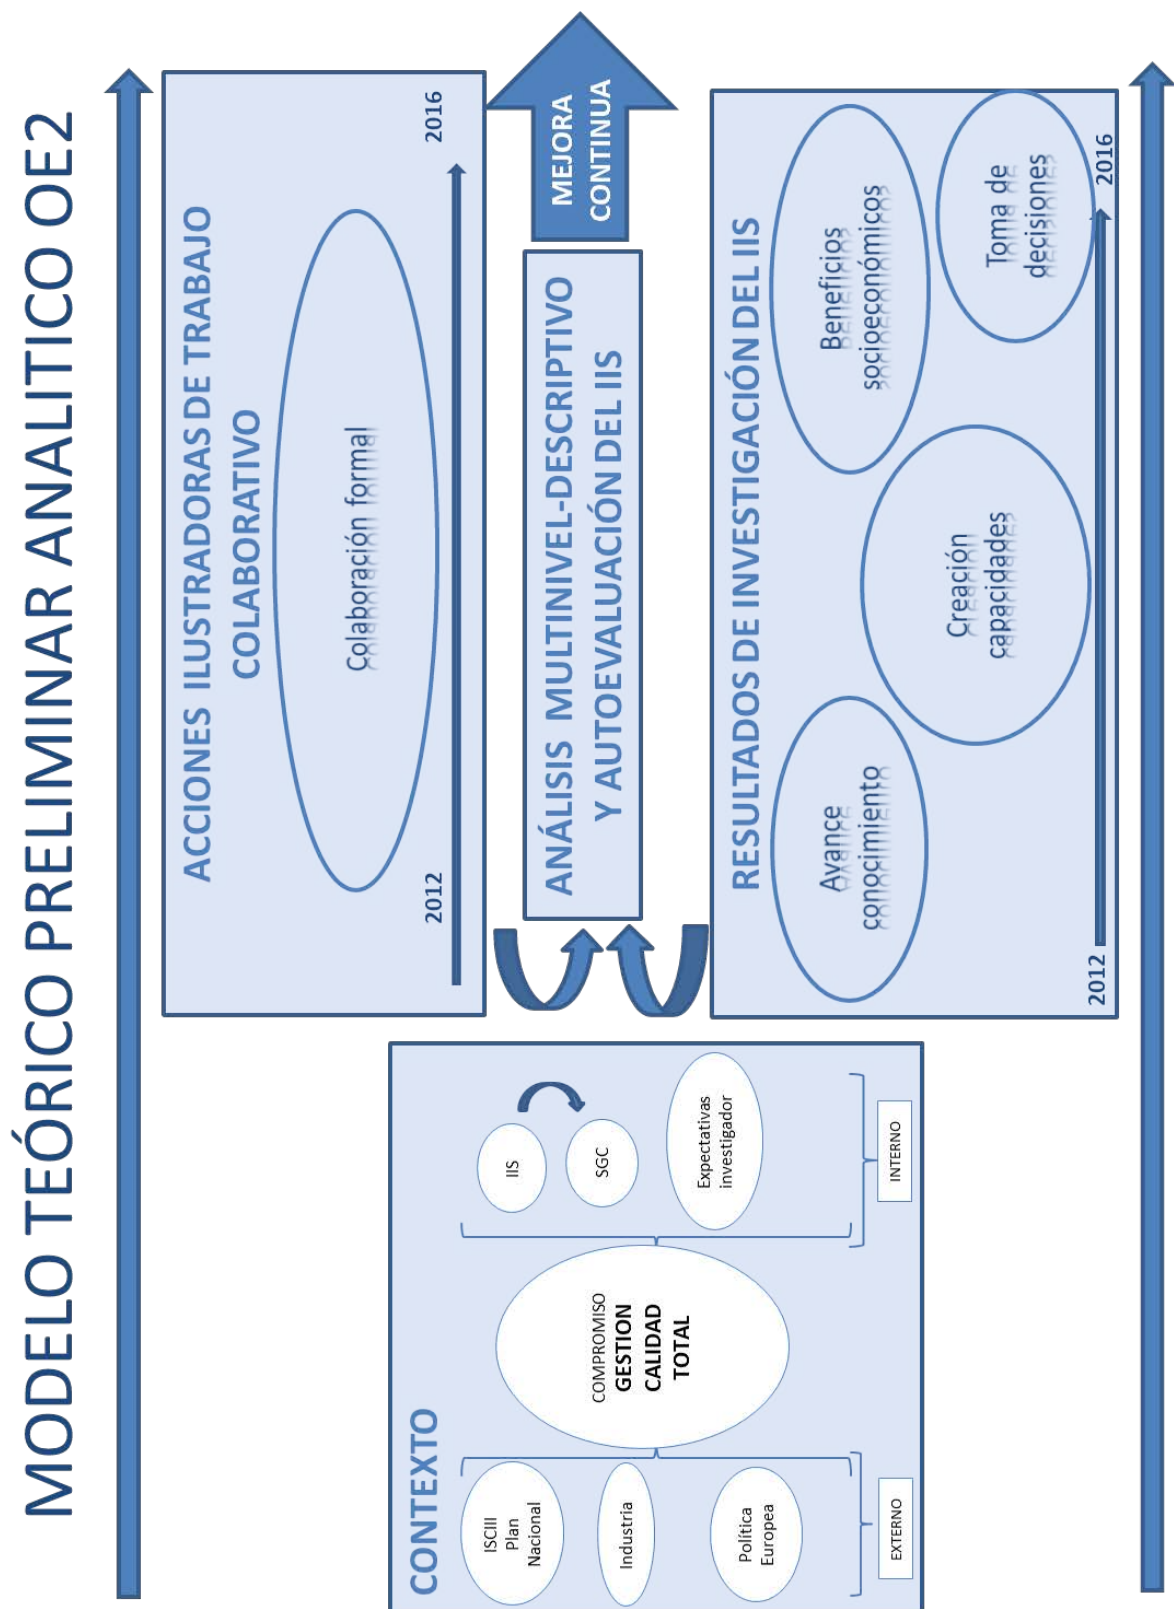 MODELO TEÓRICO PRELIMINAR ANALITICO OE2
CONTEXTO
ISCIII
Plan
Nacional
Industria
Política
Europea
EXTERNO
COMPROMISO
GESTION
CALIDAD
TOTAL
IIS
SGC
Expectativas
investigador
INTERNO
ACCIONES ILUSTRADORAS DE TRABAJO
COLABORATIVO
Colaboración formal
2012
2016
ANÁLISIS MULTINIVEL-DESCRIPTIVO
Y AUTOEVALUACIÓN DEL IIS
MEJORA
CONTINUA
RESULTADOS DE INVESTIGACIÓN DEL IIS
Avance
conocimiento
Creación
capacidades
Beneficios
socioeconómicos
Toma de
decisiones
2012
2016